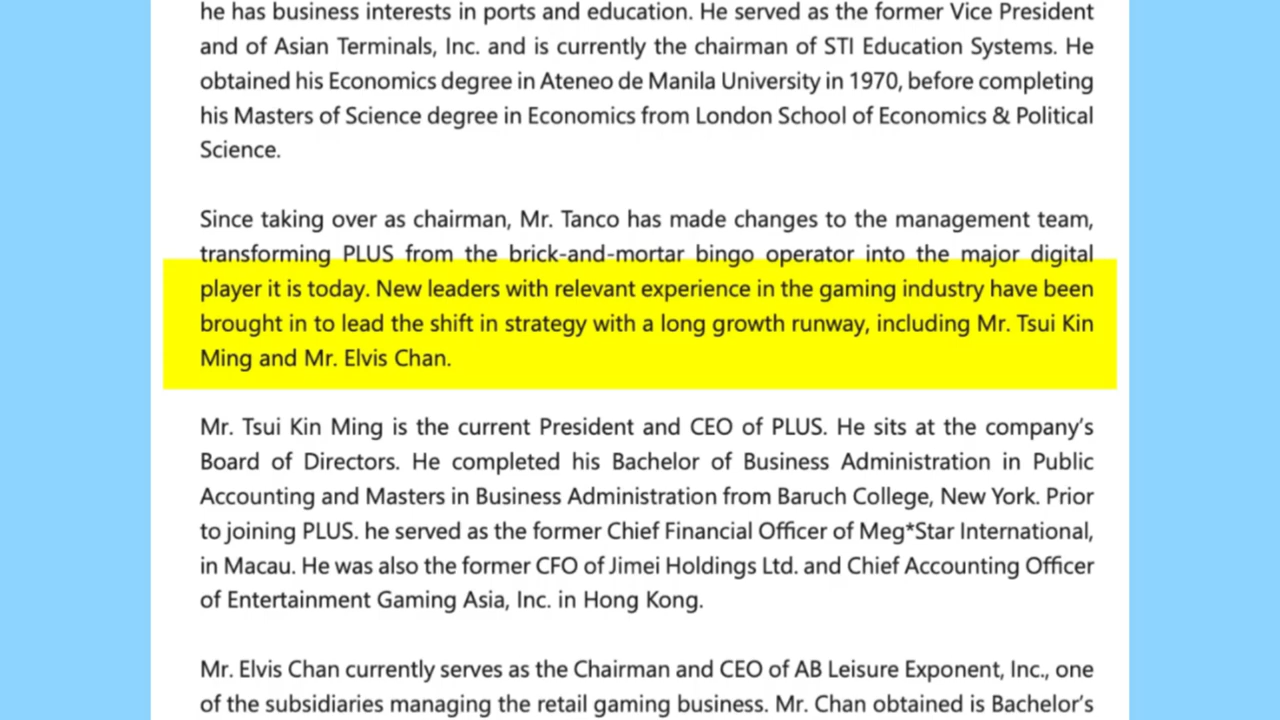 he has business interests in ports and education. He served as the former Vice President
and of Asian Terminals, Inc. and is currently the chairman of STI Education Systems. He
obtained his Economics degree in Ateneo de Manila University in 1970, before completing
his Masters of Science degree in Economics from London School of Economics & Political
Science.
Since taking over as chairman, Mr. Tanco has made changes to the management team,
transforming PLUS from the brick-and-mortar bingo operator into the major digital
player it is today. New leaders with relevant experience in the gaming industry have been
brought in to lead the shift in strategy with a long growth runway, including Mr. Tsui Kin
Ming and Mr. Elvis Chan.
Mr. Tsui Kin Ming is the current President and CEO of PLUS. He sits at the company’s
Board of Directors. He completed his Bachelor of Business Administration in Public
Accounting and Masters in Business Administration from Baruch College, New York. Prior
to joining PLUS. he served as the former Chief Financial Officer of Meg*Star International,
in Macau. He was also the former CFO of Jimei Holdings Ltd. and Chief Accounting Officer
of Entertainment Gaming Asia, Inc. in Hong Kong.
Mr. Elvis Chan currently serves as the Chairman and CEO of AB Leisure Exponent, Inc., one
of the subsidiaries managing the retail gaming business. Mr. Chan obtained is Bachelor’s